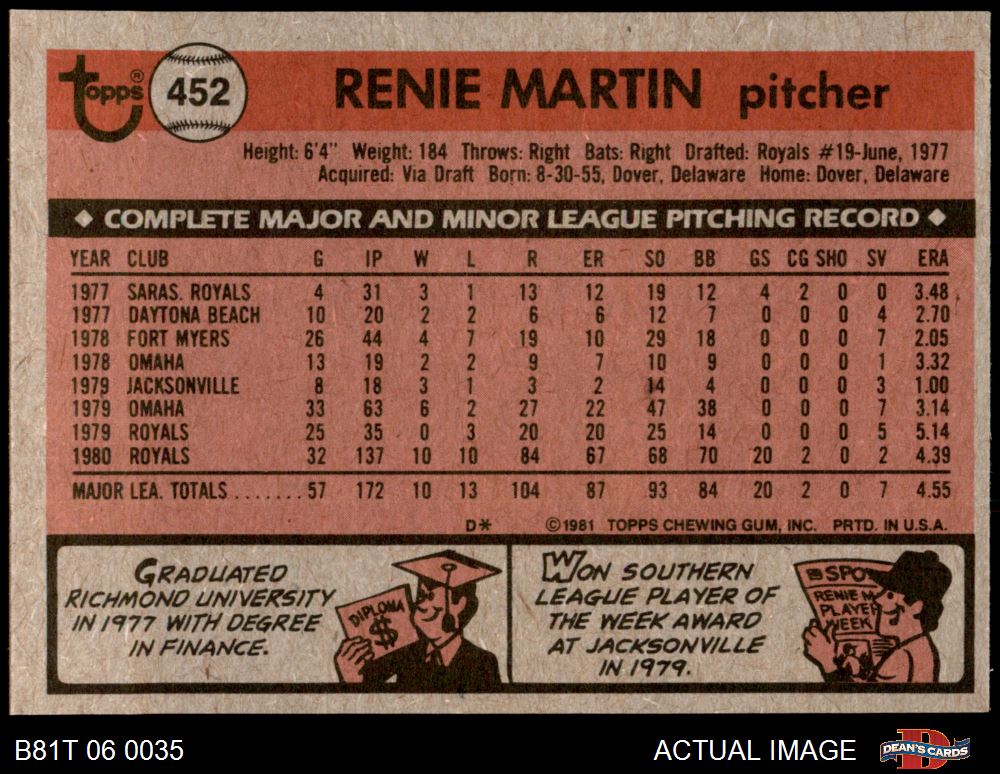 topps® 452 RENIE MARTIN pitcher
Height: 6'4" Weight: 184 Throws: Right Bats: Right Drafted: Royals #19-June, 1977
Acquired: Via Draft Born: 8-30-55, Dover, Delaware Home: Dover, Delaware
◆ COMPLETE MAJOR AND MINOR LEAGUE PITCHING RECORD ◆
YEAR CLUB G IP W L R ER SO BB GS CG SHO SV ERA
1977 SARAS. ROYALS 4 31 3 1 13 12 19 12 4 2 0 0 3.48
1977 DAYTONA BEACH 10 20 2 2 6 6 12 7 0 0 0 4 2.70
1978 FORT MYERS 26 44 4 7 19 10 29 18 0 0 0 7 2.05
1978 OMAHA 13 19 2 2 9 7 10 9 0 0 0 1 3.32
1979 JACKSONVILLE 8 18 3 1 3 2 14 4 0 0 0 3 1.00
1979 OMAHA 33 63 6 2 27 22 47 38 0 0 0 7 3.14
1979 ROYALS 25 35 0 3 20 20 25 14 0 0 0 5 5.14
1980 ROYALS 32 137 10 10 84 67 68 70 20 2 0 2 4.39
MAJOR LEA. TOTALS.......57 172 10 13 104 87 93 84 20 2 0 7 4.55
D* ©1981 TOPPS CHEWING GUM, INC. PRTD. IN U.S.A.
GRADUATED
RICHMOND UNIVERSITY
IN 1977 WITH DEGREE
IN FINANCE.
DIPLOMA
$
WON SOUTHERN
LEAGUE PLAYER OF
THE WEEK AWARD
AT JACKSONVILLE
IN 1979.
SPO
RENIE M
PLAYER
WEEK
B81T 06 0035 ACTUAL IMAGE DEAN'S CARDS